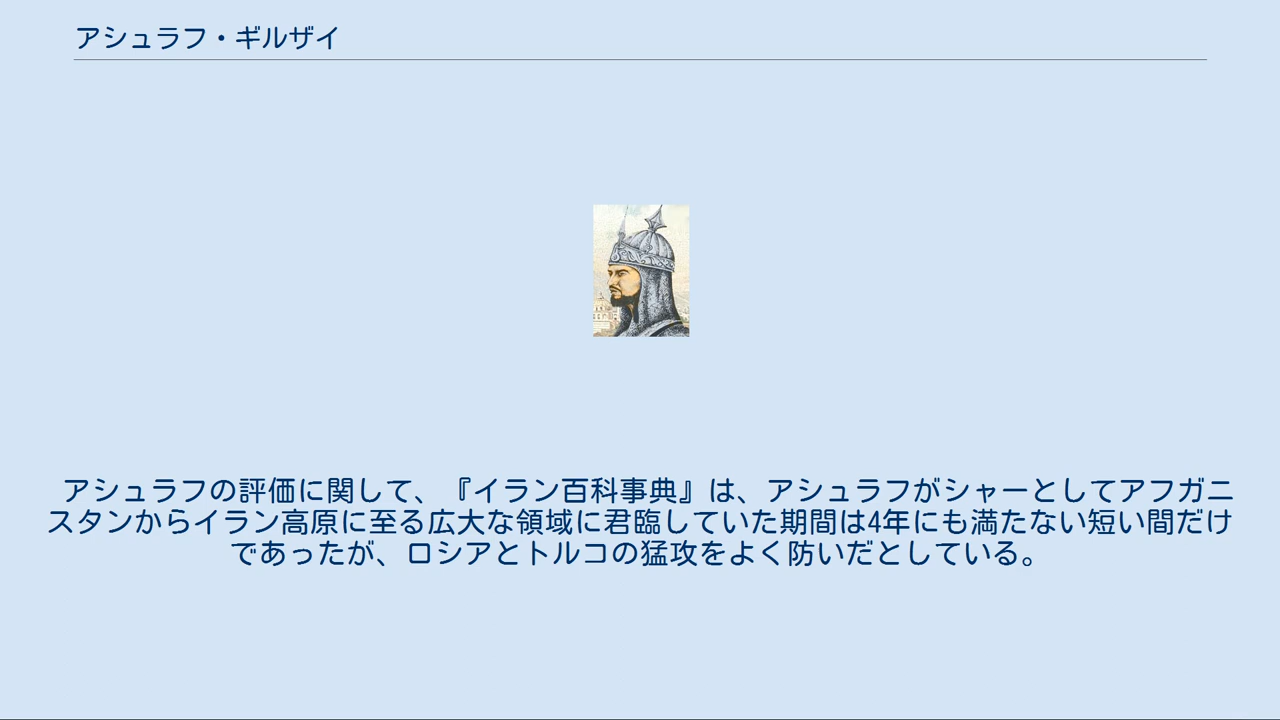 アシュラフ・ギルザイ
アシュラフの評価に関して、『イラン百科事典』は、アシュラフがシャーとしてアフガニ
スタンからイラン高原に至る広大な領域に君臨していた期間は4年にも満たない短い間だけ
であったが、ロシアとトルコの猛攻をよく防いだとしている。